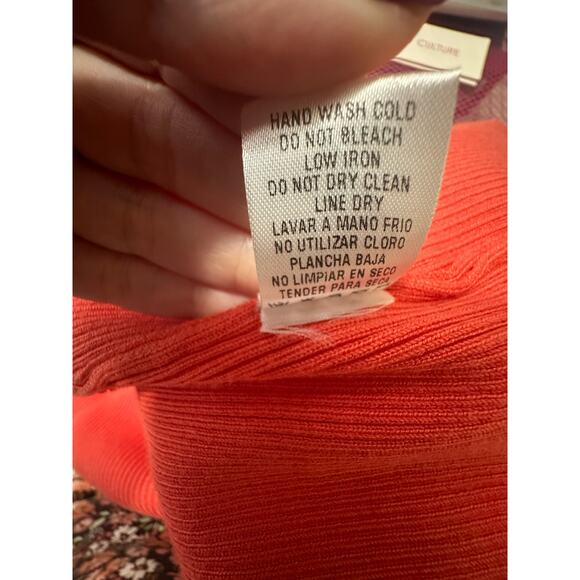 CULTURE
HAND WASH COLD
DO NOT BLEACH
LOW IRON
DO NOT DRY CLEAN
LINE DRY
LAVAR A MANO FRIO
NO UTILIZAR CLORO
PLANCHA BAJA
NO LIMPIAR EN SECO
TENDER PARA SECA